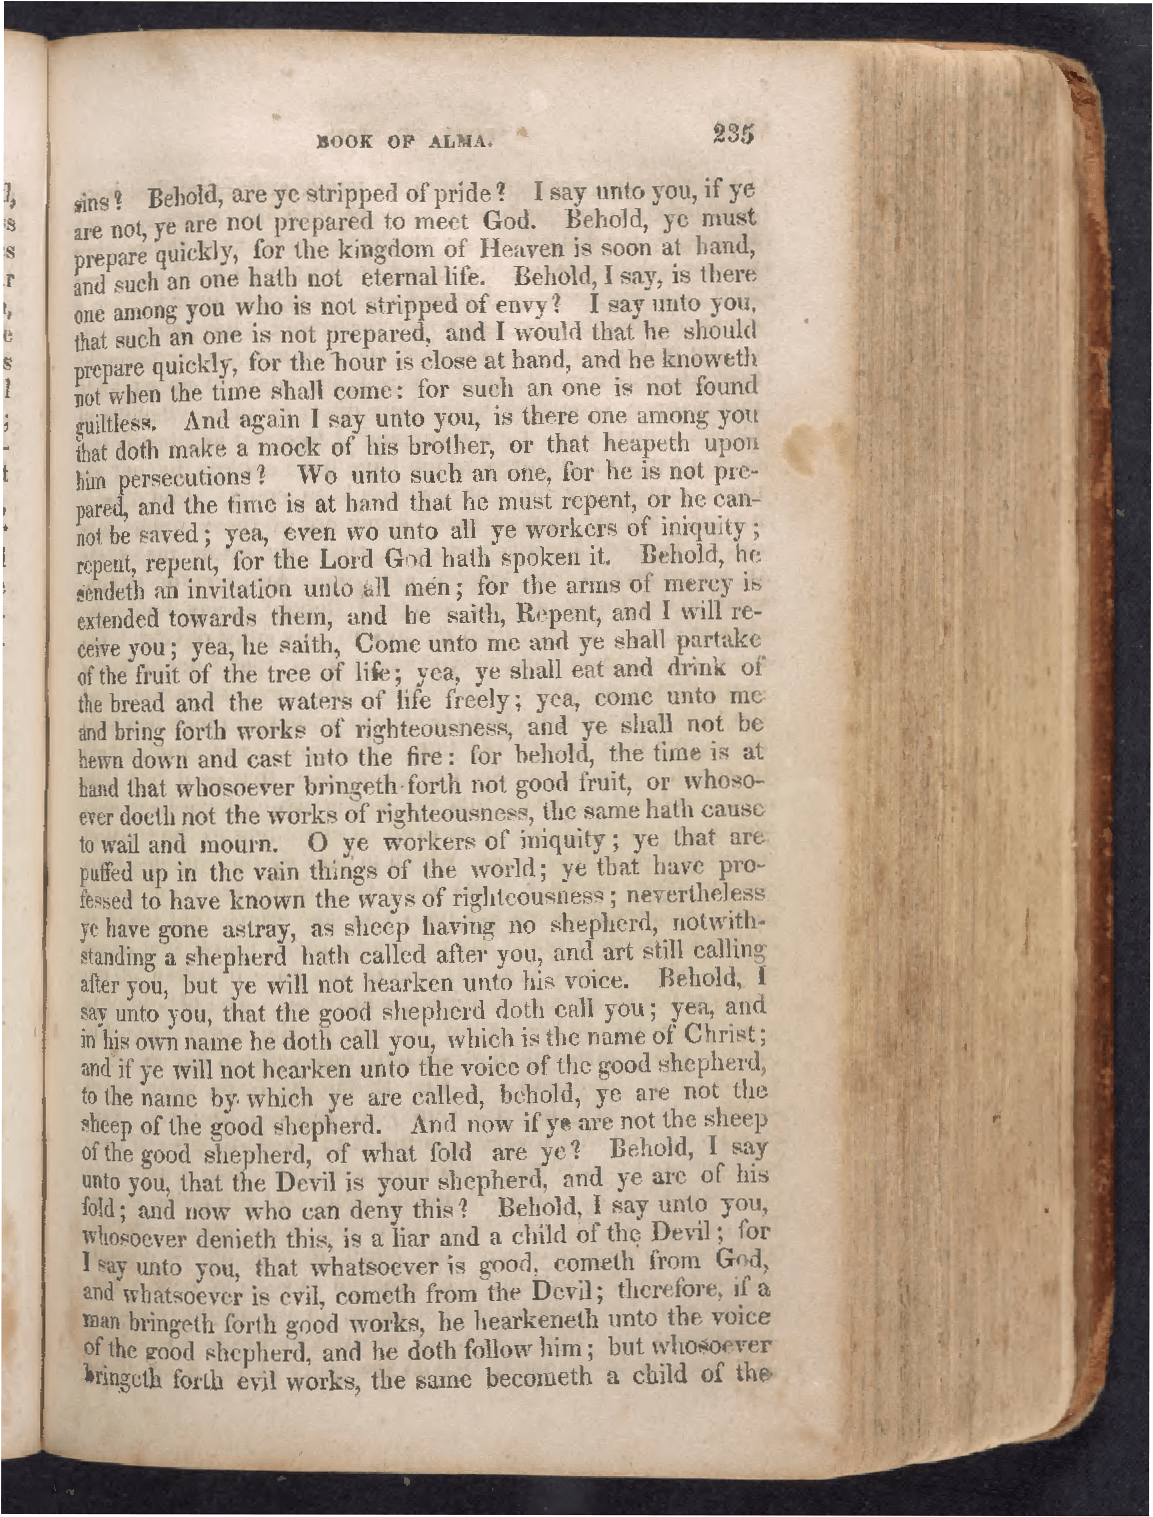 BOOK OF ALMA. 235
sins? Behold, are ye stripped of pride? I say unto you, if ye
are not, ye are not prepared to meet God. Behold, ye must
prepare quickly, for the kingdom of Heaven is soon at hand,
and such an one hath not eternal life. Behold, I say, is there
one among you who is not stripped of envy? I say unto you,
that such an one is not prepared, and I would that he should
prepare quickly, for the hour is close at hand, and he knoweth
not when the time shall come: for such an one is not found
guiltless. And again I say unto you, is there one among you
that doth make a mock of his brother, or that heapeth upon
him persecutions? Wo unto such an one, for he is not pre-
pared, and the time is at hand that he must repent, or he can-
not be saved; yea, even wo unto all ye workers of iniquity;
repent, repent, for the Lord God hath spoken it. Behold, he
sendeth an invitation unto all men; for the arms of mercy is
extended towards them, and he saith, Repent, and I will re-
ceive you; yea, he saith, Come unto me and ye shall partake
of the fruit of the tree of life; yea, ye shall eat and drink of
the bread and the waters of life freely; yea, come unto me
and bring forth works of righteousness, and ye shall not be
hewn down and cast into the fire: for behold, the time is at
hand that whosoever bringeth forth not good fruit, or whoso-
ever doeth not the works of righteousness, the same hath cause
to wail and mourn. O ye workers of iniquity; ye that are
puffed up in the vain things of the world; ye that have pro-
fessed to have known the ways of righteousness; nevertheless
ye have gone astray, as sheep having no shepherd, notwith-
standing a shepherd hath called after you, and art still calling
after you, but ye will not hearken unto his voice. Behold, I
say unto you, that the good shepherd doth call you; yea, and
in his own name he doth call you, which is the name of Christ;
and if ye will not hearken unto the voice of the good shepherd,
to the name by which ye are called, behold, ye are not the
sheep of the good shepherd. And now if ye are not the sheep
of the good shepherd, of what fold are ye? Behold, I say
unto you, that the Devil is your shepherd, and ye are of his
fold; and now who can deny this? Behold, I say unto you,
whosoever denieth this, is a liar and a child of the Devil; for
I say unto you, that whatsoever is good, cometh from God,
and whatsoever is evil, cometh from the Devil; therefore, if a
man bringeth forth good works, he hearkeneth unto the voice
of the good shepherd, and he doth follow him; but whosoever
bringeth forth evil works, the same becometh a child of the